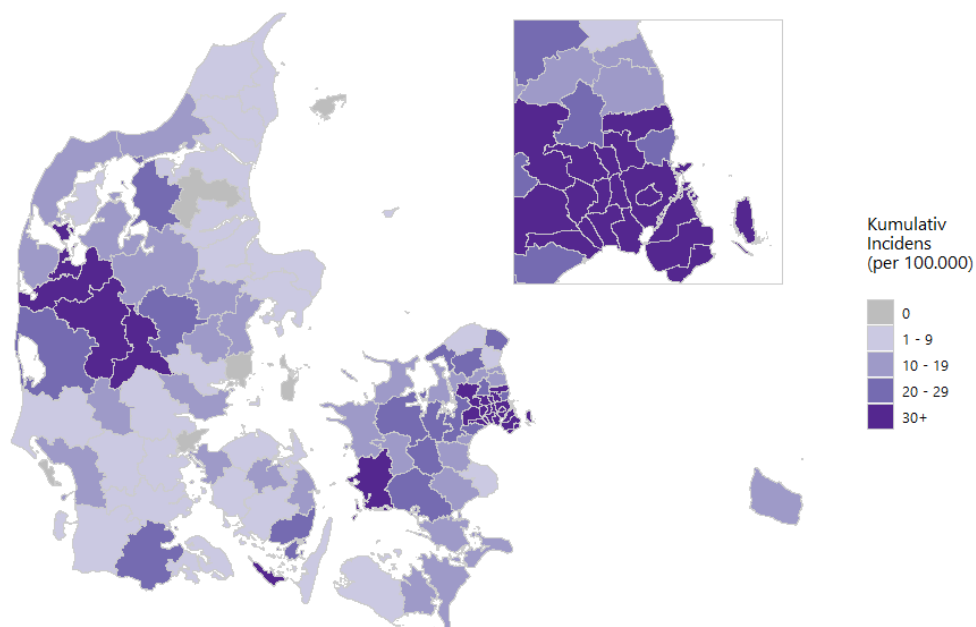 Kumulativ
Incidens
(per 100.000)
0
1 - 9
10 - 19
20 - 29
30+